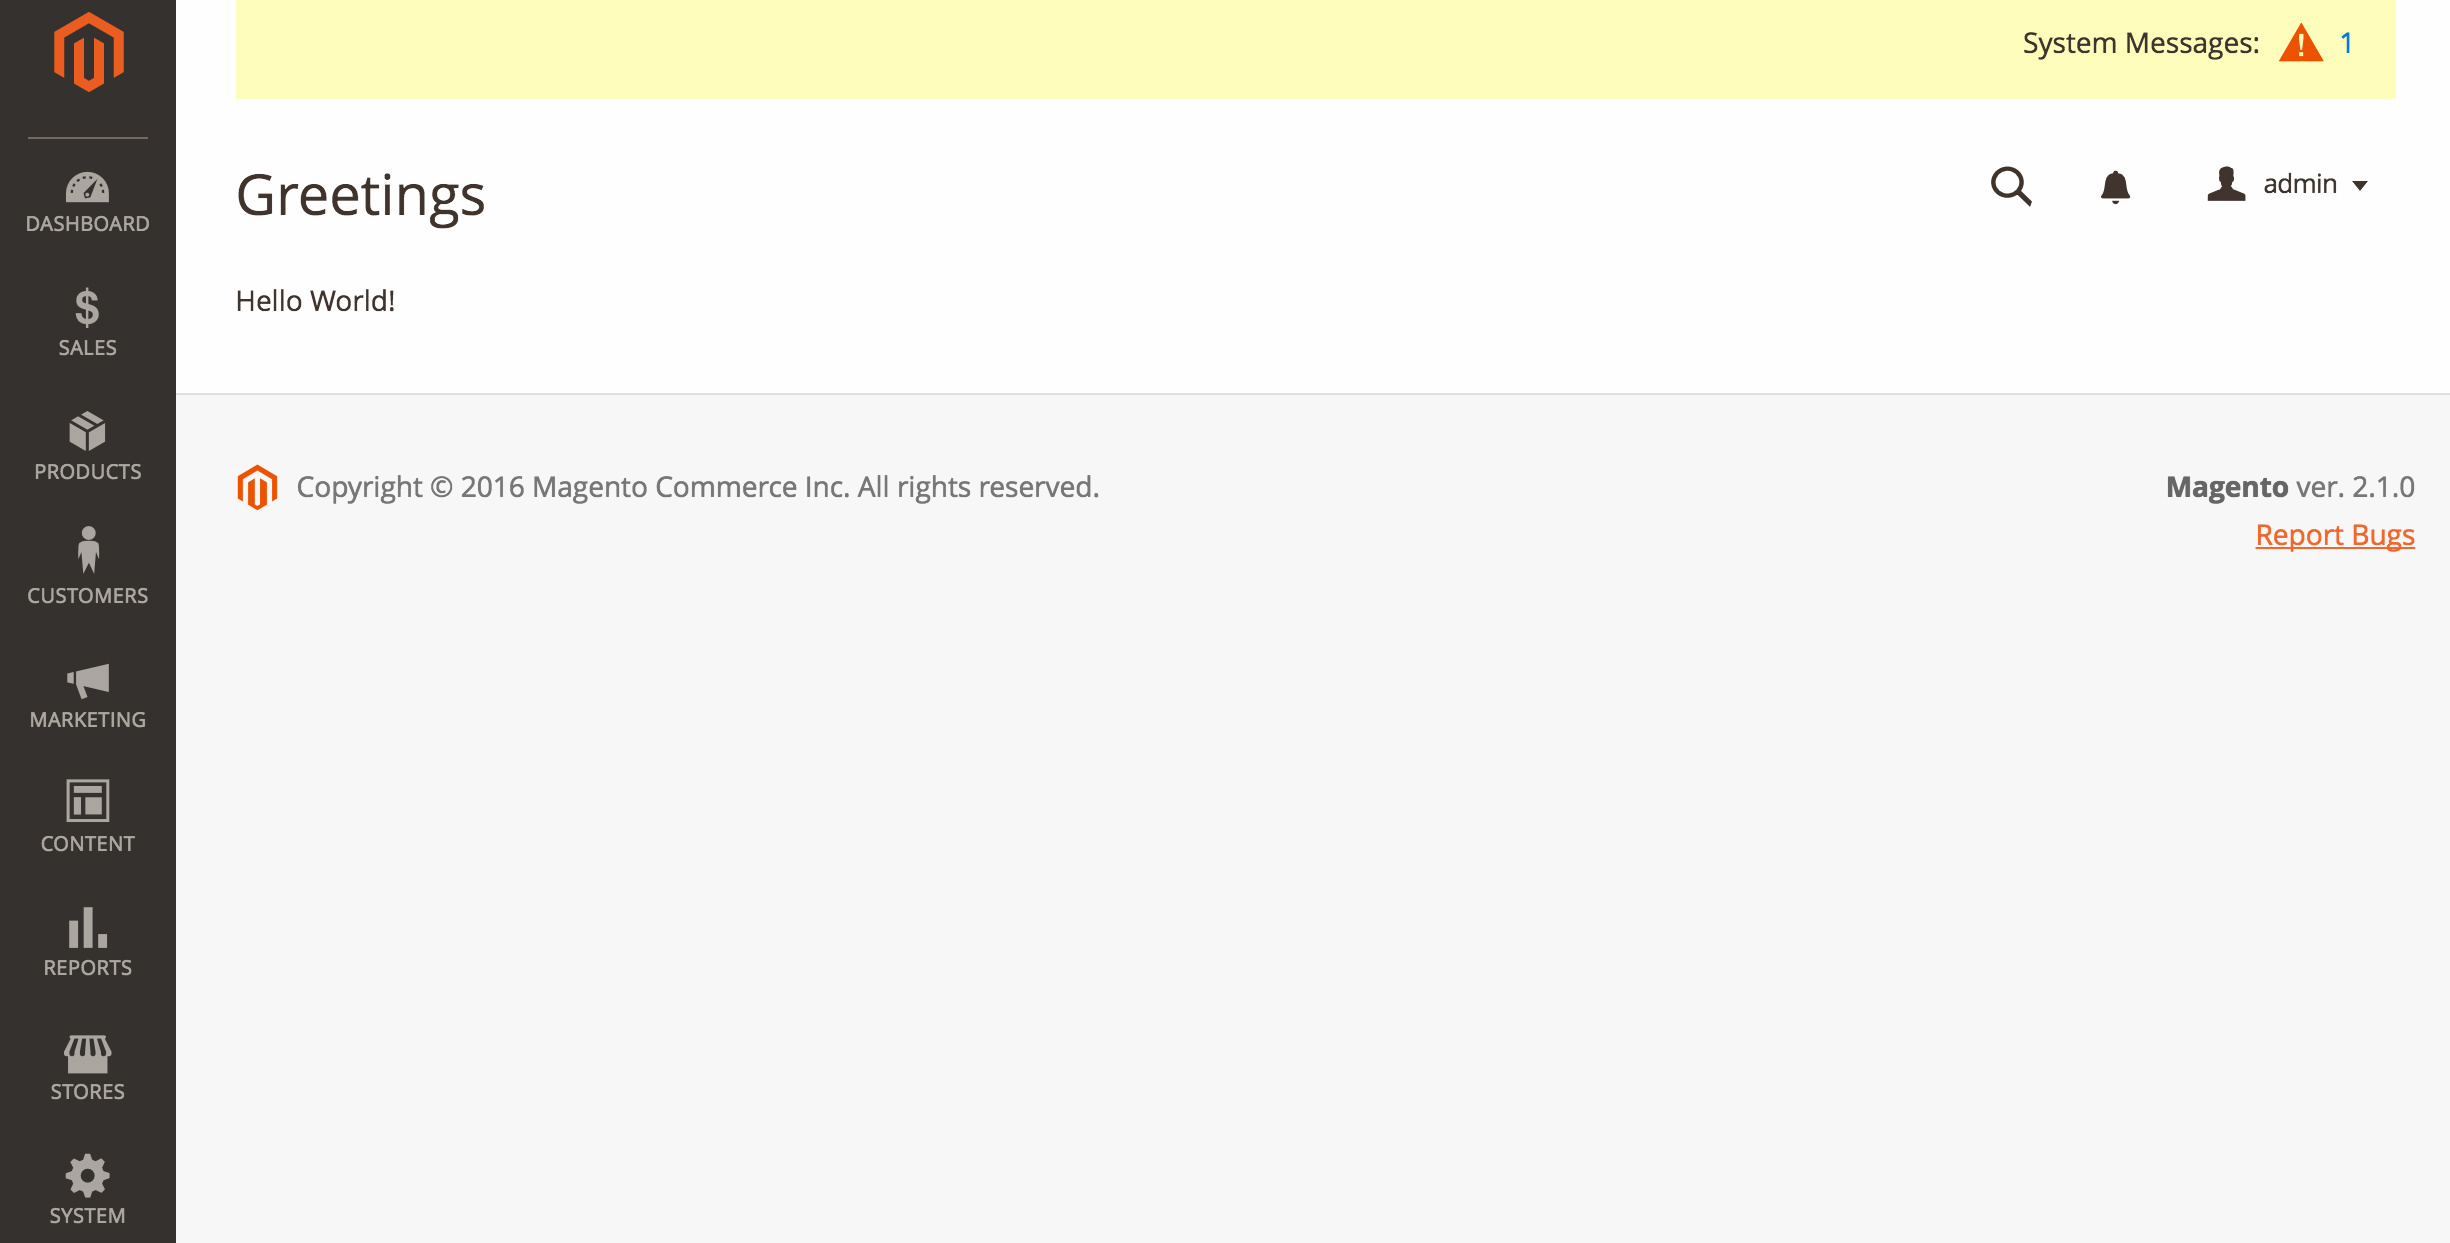 System Messages: 1
DASHBOARD
SALES
PRODUCTS
CUSTOMERS
MARKETING
CONTENT
REPORTS
STORES
SYSTEM
Greetings
admin
Hello World!
Copyright © 2016 Magento Commerce Inc. All rights reserved.
Magento ver. 2.1.0
Report Bugs